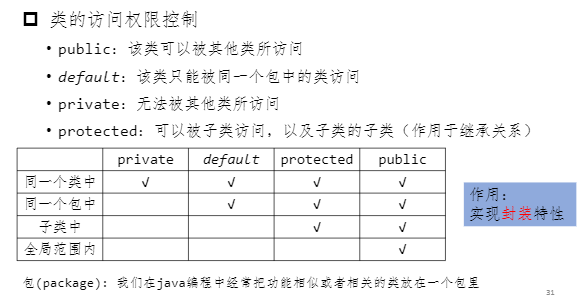 类的访问权限控制
• public: 该类可以被其他类所访问
• default: 该类只能被同一个包中的类访问
• private: 无法被其他类所访问
• protected: 可以被子类访问，以及子类的子类（作用于继承关系）
private default protected public
同一个类中 √ √ √ √
同一个包中 √ √ √
子类中 √ √
全局范围内 √
作用:
实现封装特性
包(package): 我们在java编程中经常把功能相似或者相关的类放在一个包里
31